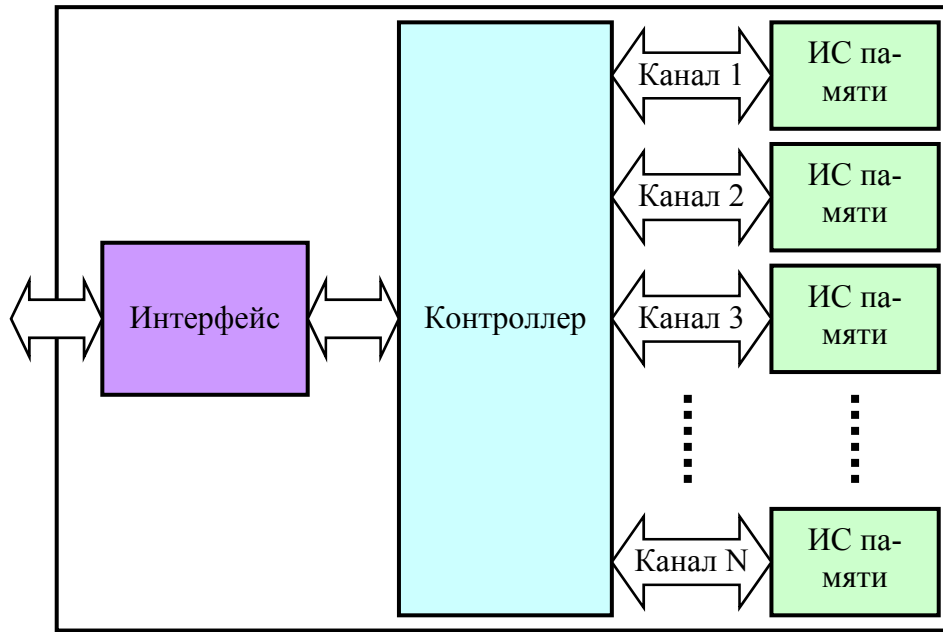 Канал 1
ИС па-
мяти
Канал 2
ИС па-
мяти
Интерфейс
Контроллер
Канал 3
ИС па-
мяти
Канал N
ИС па-
мяти